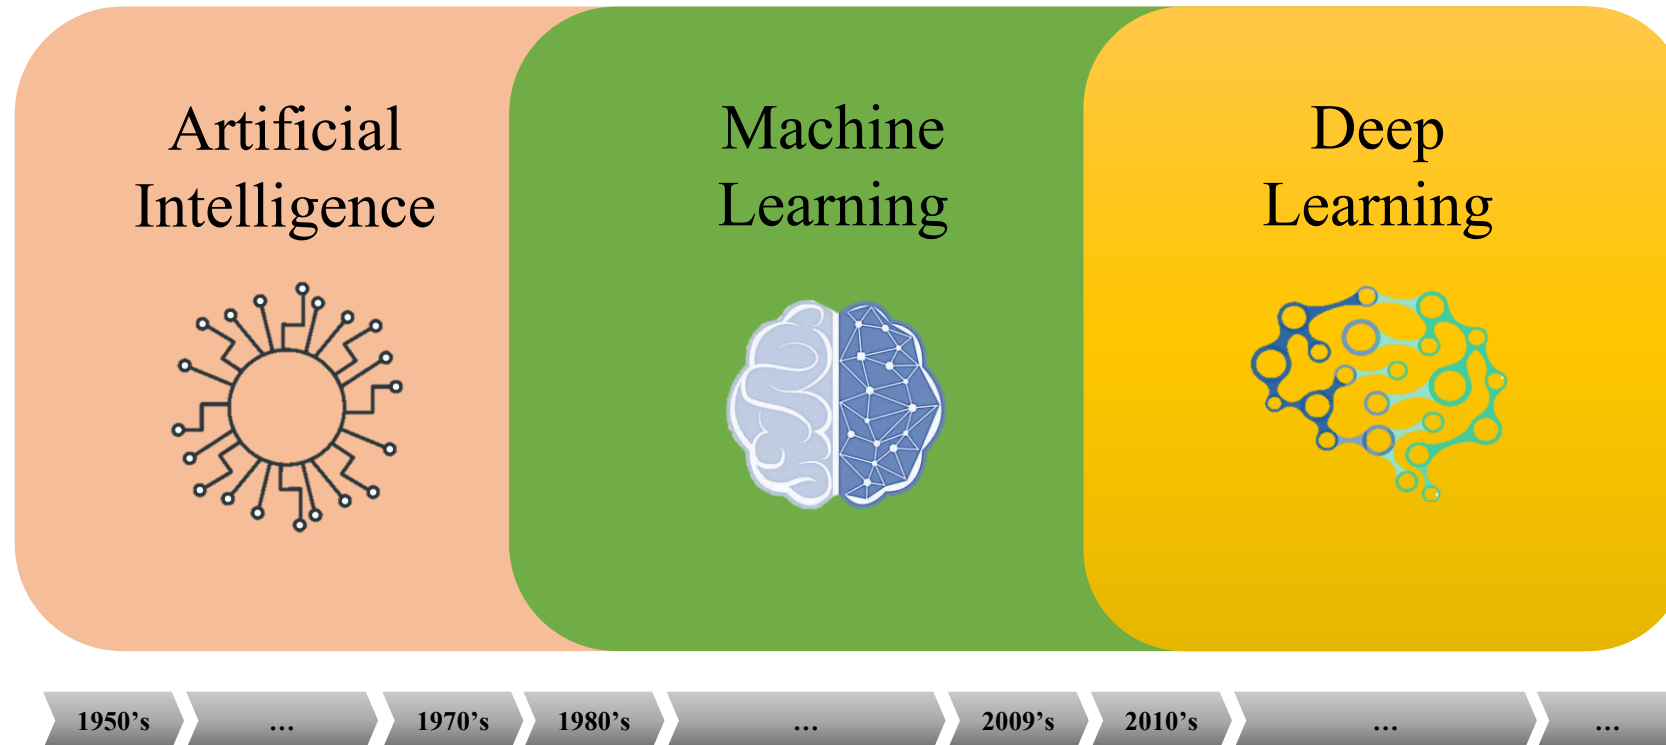 Artificial
Intelligence
Machine
Learning
Deep
Learning
1950's
...
1970's
1980's
...
2009's
2010's
...
...